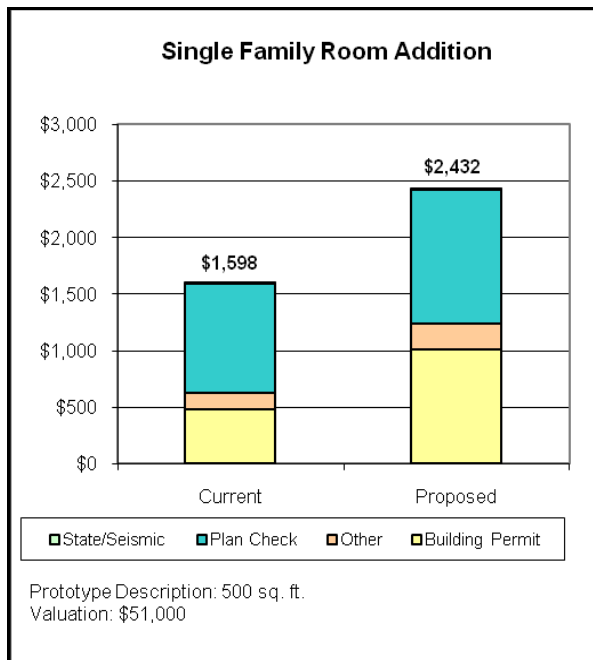 Single Family Room Addition
$3,000
$2,500
$2,000
$1,500
$1,000
$500
$0
$1,598
$2,432
Current Proposed
State/Seismic Plan Check Other Building Permit
Prototype Description: 500 sq. ft.
Valuation: $51,000